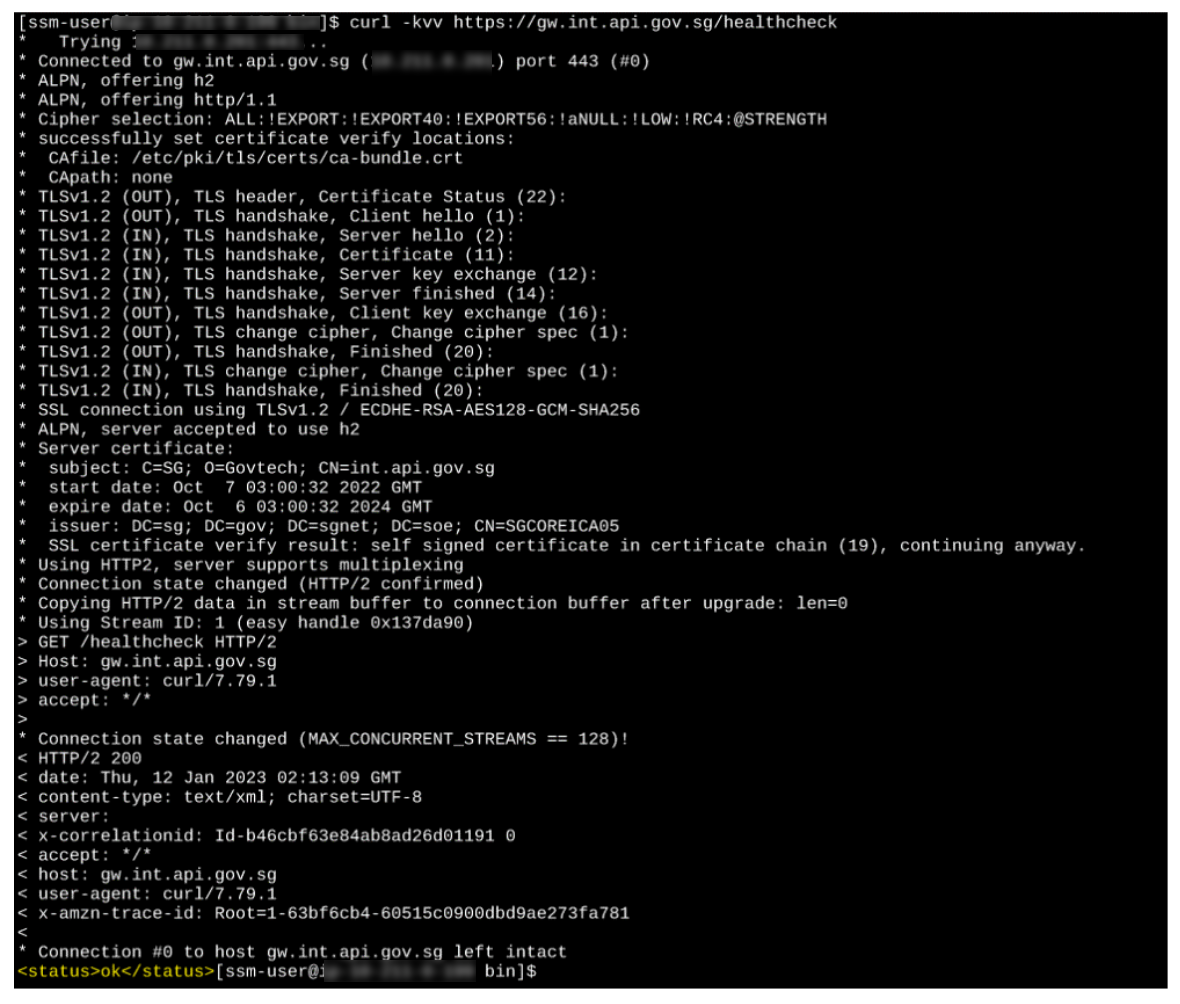 [ssm-user ]$ curl -kvv https://gw.int.api.gov.sg/healthcheck
* Trying ...
* Connected to gw.int.api.gov.sg ( ) port 443 (#0)
* ALPN, offering h2
* ALPN, offering http/1.1
* Cipher selection: ALL:!EXPORT:!EXPORT40:!EXPORT56:!aNULL:!LOW:!RC4:@STRENGTH
* successfully set certificate verify locations:
*  CAfile: /etc/pki/tls/certs/ca-bundle.crt
*  CApath: none
* TLSv1.2 (OUT), TLS header, Certificate Status (22):
* TLSv1.2 (OUT), TLS handshake, Client hello (1):
* TLSv1.2 (IN), TLS handshake, Server hello (2):
* TLSv1.2 (IN), TLS handshake, Certificate (11):
* TLSv1.2 (IN), TLS handshake, Server key exchange (12):
* TLSv1.2 (IN), TLS handshake, Server finished (14):
* TLSv1.2 (OUT), TLS handshake, Client key exchange (16):
* TLSv1.2 (OUT), TLS change cipher, Change cipher spec (1):
* TLSv1.2 (OUT), TLS handshake, Finished (20):
* TLSv1.2 (IN), TLS change cipher, Change cipher spec (1):
* TLSv1.2 (IN), TLS handshake, Finished (20):
* SSL connection using TLSv1.2 / ECDHE-RSA-AES128-GCM-SHA256
* ALPN, server accepted to use h2
* Server certificate:
*  subject: C=SG; O=Govtech; CN=int.api.gov.sg
*  start date: Oct  7 03:00:32 2022 GMT
*  expire date: Oct  6 03:00:32 2024 GMT
*  issuer: DC=sg; DC=gov; DC=sgnet; DC=soe; CN=SGCOREICA05
*  SSL certificate verify result: self signed certificate in certificate chain (19), continuing anyway.
* Using HTTP2, server supports multiplexing
* Connection state changed (HTTP/2 confirmed)
* Copying HTTP/2 data in stream buffer to connection buffer after upgrade: len=0
* Using Stream ID: 1 (easy handle 0x137da90)
> GET /healthcheck HTTP/2
> Host: gw.int.api.gov.sg
> user-agent: curl/7.79.1
> accept: */*
>
* Connection state changed (MAX_CONCURRENT_STREAMS == 128)!
< HTTP/2 200
< date: Thu, 12 Jan 2023 02:13:09 GMT
< content-type: text/xml; charset=UTF-8
< server:
< x-correlationid: Id-b46cbf63e84ab8ad26d01191 0
< accept: */*
< host: gw.int.api.gov.sg
< user-agent: curl/7.79.1
< x-amzn-trace-id: Root=1-63bf6cb4-60515c0900dbd9ae273fa781
<
* Connection #0 to host gw.int.api.gov.sg left intact
<status>ok</status>[ssm-user@ bin]$